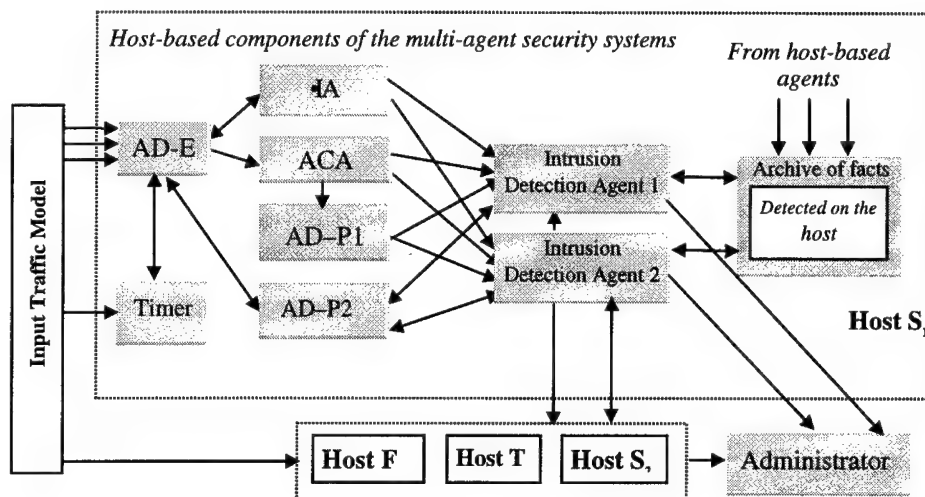 Host-based components of the multi-agent security systems
From host-based
agents
Input Traffic Model
AD-E
IA
ACA
AD–P1
AD–P2
Timer
Intrusion
Detection Agent 1
Intrusion
Detection Agent 2
Archive of facts
Detected on the
host
Host S
Host F
Host T
Host S
Administrator